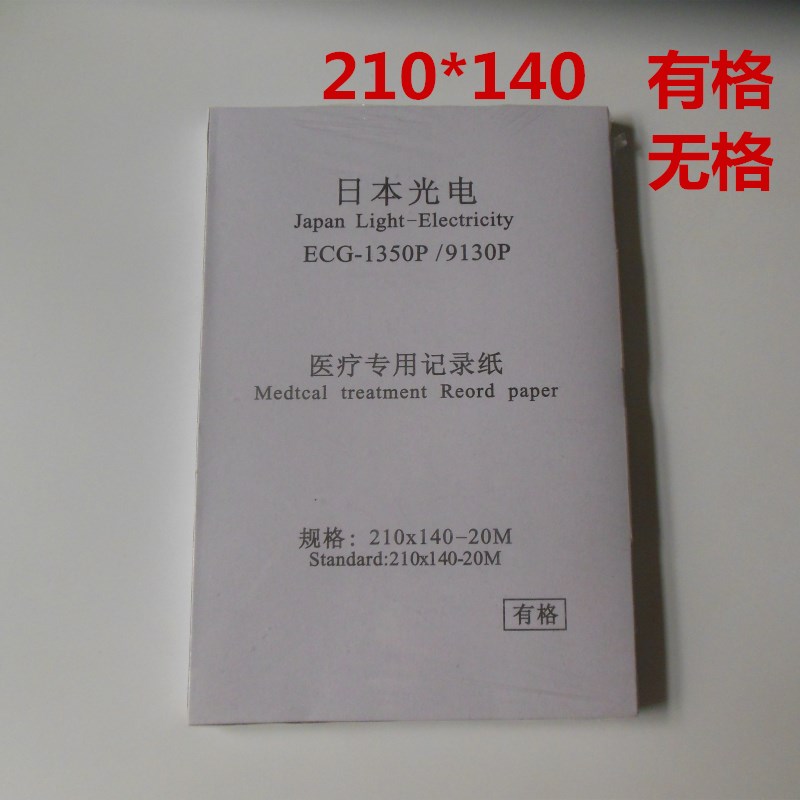 210*140 有格
无格
日本光电
Japan Light-Electricity
ECG-1350P /9130P
医疗专用记录纸
Medtcal treatment Reord paper
规格: 210x140-20M
Standard:210x140-20M
有格